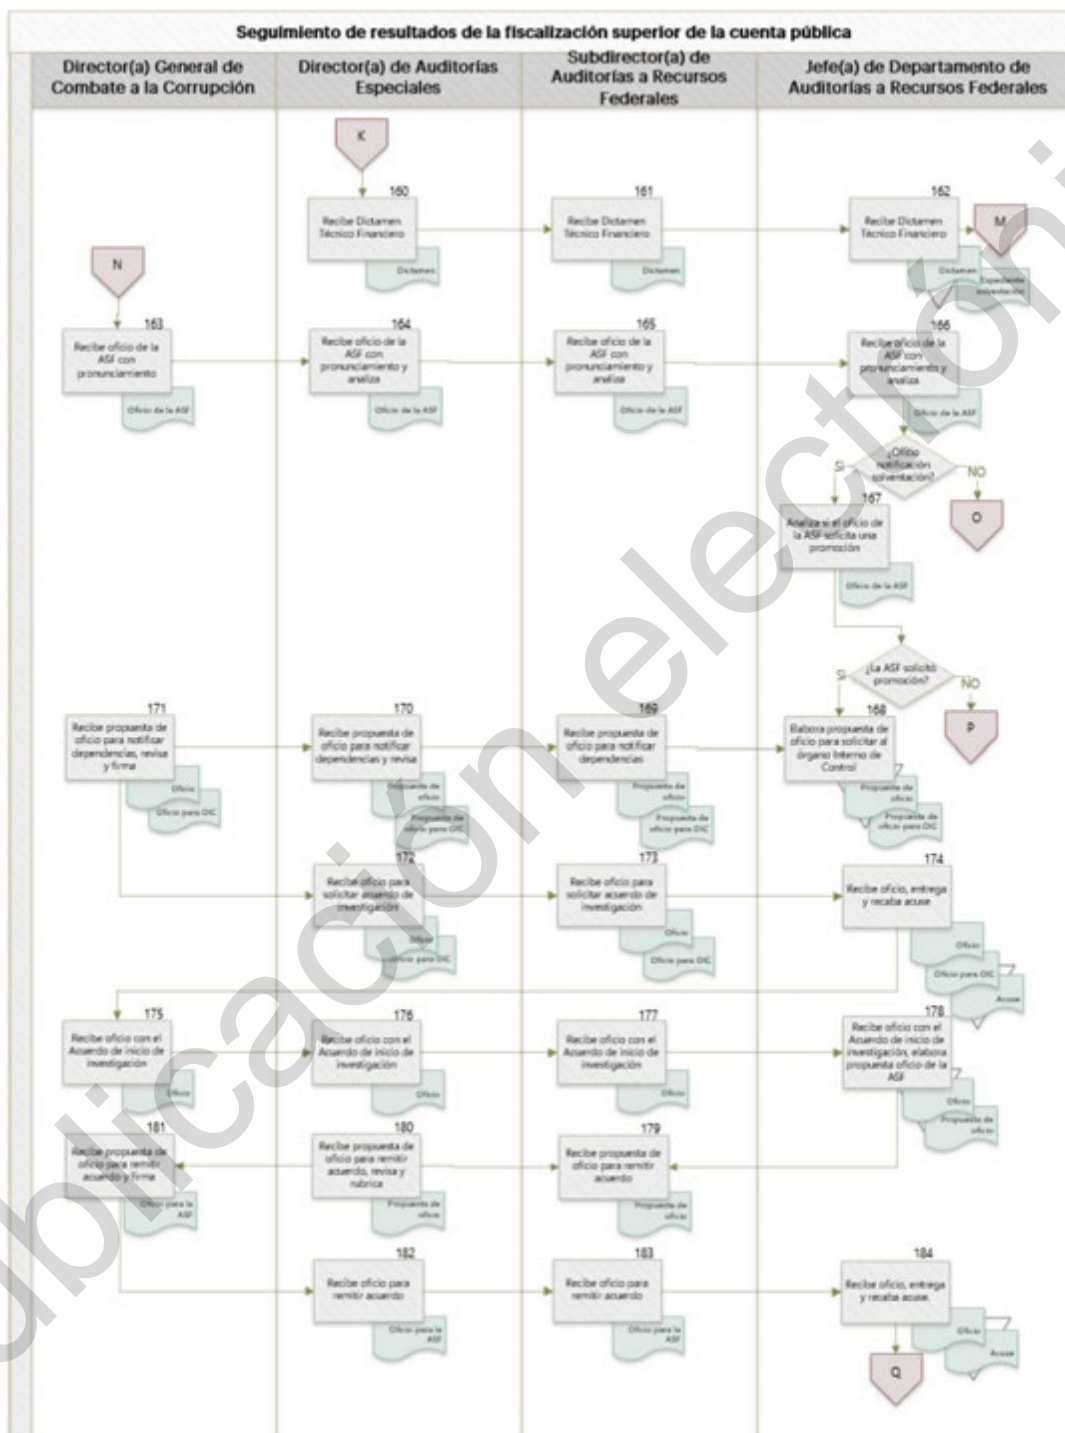 Seguimiento de resultados de la fiscalización superior de la cuenta pública
Director(a) General de
Combate a la Corrupción
Director(a) de Auditorías
Especiales
Subdirector(a) de
Auditorías a Recursos
Federales
Jefe(a) de Departamento de
Auditorías a Recursos Federales
K
160
Recibe Dictamen
Técnico Financiero
Dictamen
161
Recibe Dictamen
Técnico Financiero
Dictamen
162
Recibe Dictamen
Técnico Financiero
Dictamen
Expediente
solventación
M
N
163
Recibe oficio de la
ASF con
pronunciamiento
Oficio de la ASF
164
Recibe oficio de la
ASF con
pronunciamiento y
analiza
Oficio de la ASF
165
Recibe oficio de la
ASF con
pronunciamiento y
analiza
Oficio de la ASF
166
Recibe oficio de la
ASF con
pronunciamiento y
analiza
Oficio de la ASF
¿Oficio
notificación
solventación?
SI
NO
O
167
Analiza si el oficio de
la ASF solicita una
promoción
Oficio de la ASF
¿La ASF solicitó
promoción?
SI
NO
P
171
Recibe propuesta de
oficio para notificar
dependencias, revisa
y firma
Oficio
Oficio para OIC
170
Recibe propuesta de
oficio para notificar
dependencias y revisa
Propuesta de
oficio
Propuesta de
oficio para OIC
169
Recibe propuesta de
oficio para notificar
dependencias
Propuesta de
oficio
Propuesta de
oficio para OIC
168
Elabora propuesta de
oficio para solicitar al
órgano Interno de
Control
Propuesta de
oficio
Propuesta de
oficio para OIC
172
Recibe oficio para
solicitar acuerdo de
investigación
Oficio
Oficio para OIC
173
Recibe oficio para
solicitar acuerdo de
investigación
Oficio
Oficio para OIC
174
Recibe oficio, entrega
y recaba acuse
Oficio
Oficio para OIC
Acuse
175
Recibe oficio con el
Acuerdo de inicio de
investigación
Oficio
176
Recibe oficio con el
Acuerdo de inicio de
investigación
Oficio
177
Recibe oficio con el
Acuerdo de inicio de
investigación
Oficio
178
Recibe oficio con el
Acuerdo de inicio de
investigación, elabora
propuesta oficio de la
ASF
Oficio
Propuesta de
oficio
181
Recibe propuesta de
oficio para remitir
acuerdo y firma
Oficio para la
ASF
180
Recibe propuesta de
oficio para remitir
acuerdo, revisa y
rubrica
Propuesta de
oficio
179
Recibe propuesta de
oficio para remitir
acuerdo
Propuesta de
oficio
182
Recibe oficio para
remitir acuerdo
Oficio para la
ASF
183
Recibe oficio para
remitir acuerdo
Oficio para la
ASF
184
Recibe oficio, entrega
y recaba acuse.
Oficio
Acuse
Q
ublicación electróni